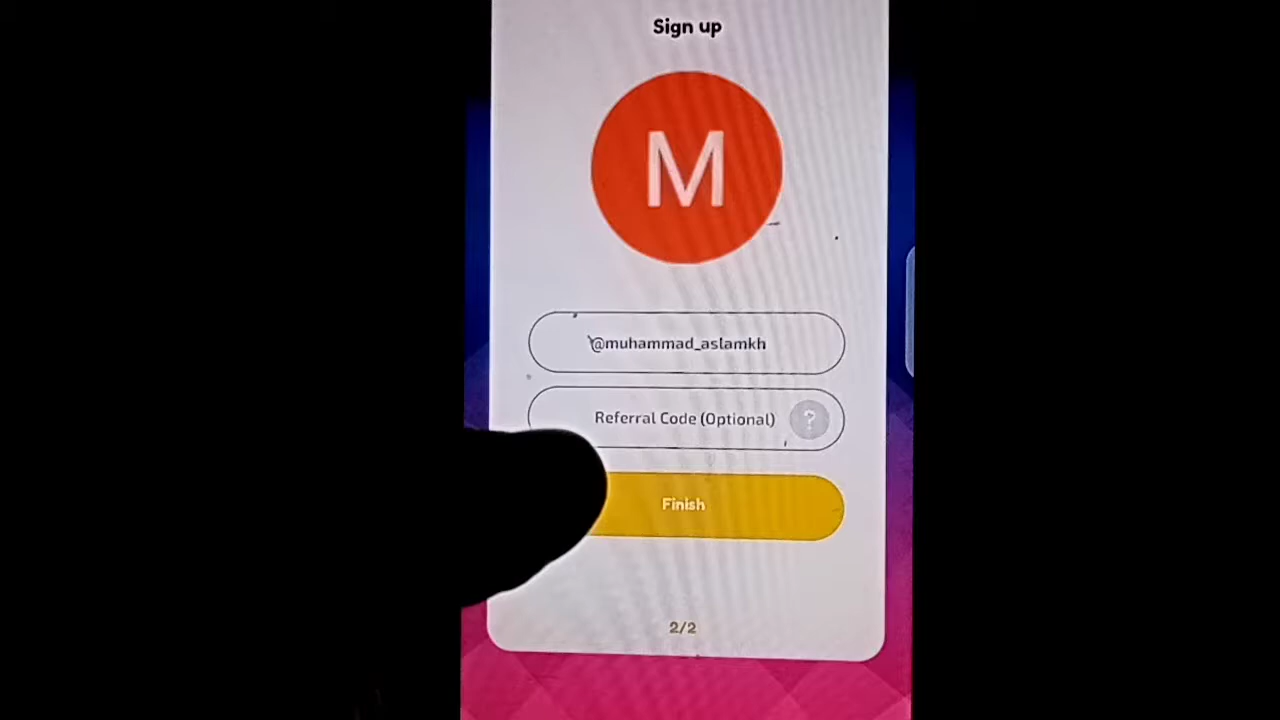 Sign up
M
@muhammad_aslamkh
Referral Code (Optional)
?
Finish
2/2